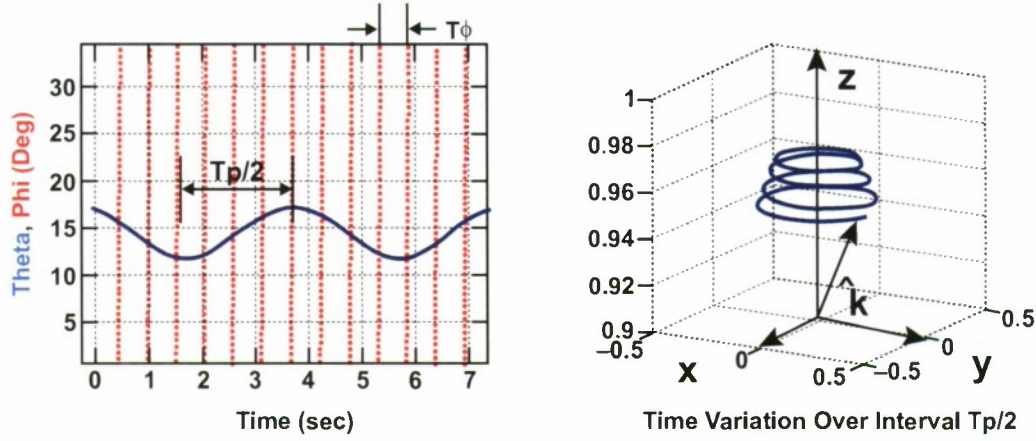 Tϕ
Theta, Phi (Deg)
30
25
20
15
10
5
Tp/2
0 1 2 3 4 5 6 7
Time (sec)
z
1
0.98
0.96
0.94
0.92
0.9
k̂
–0.5
0
0.5
x
–0.5
0
0.5
y
Time Variation Over Interval Tp/2